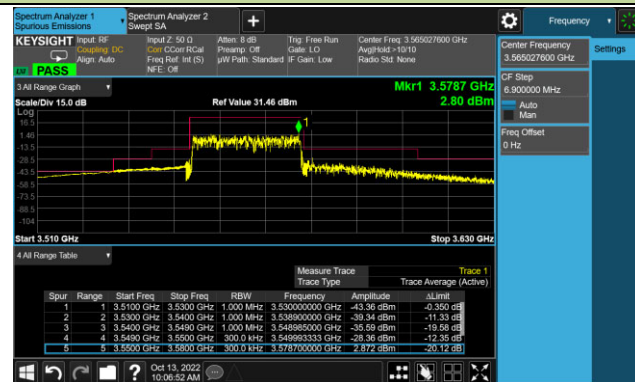 Spectrum Analyzer 1
Spurious Emissions
Spectrum Analyzer 2
Swept SA
Frequency
KEYSIGHT
Input: RF
Coupling: DC
Align: Auto
Input Z: 50 Ω
Corr CCorr RCal
Freq Ref: Int (S)
NFE: Off
Atten: 8 dB
Preamp: Off
µW Path: Standard
Trig: Free Run
Gate: LO
IF Gain: Low
Center Freq: 3.565027600 GHz
Avg|Hold:>10/10
Radio Std: None
PASS
Center Frequency
3.565027600 GHz
Settings
CF Step
6.900000 MHz
Auto
Man
Freq Offset
0 Hz
3 All Range Graph
Mkr1 3.5787 GHz
Scale/Div 15.0 dB
Ref Value 31.46 dBm
2.80 dBm
Log
16.5
1.46
-13.5
-28.5
-43.5
-58.5
-73.5
-88.5
-104
1
Start 3.510 GHz
Stop 3.630 GHz
4 All Range Table
Measure Trace Trace 1
Trace Type Trace Average (Active)
Spur Range Start Freq Stop Freq RBW Frequency Amplitude ΔLimit
1 1 3.5100 GHz 3.5300 GHz 1.000 MHz 3.530000000 GHz -43.36 dBm -0.350 dB
2 2 3.5300 GHz 3.5400 GHz 1.000 MHz 3.538900000 GHz -39.34 dBm -11.33 dB
3 3 3.5400 GHz 3.5490 GHz 1.000 MHz 3.548985000 GHz -35.59 dBm -19.58 dB
4 4 3.5490 GHz 3.5500 GHz 300.0 kHz 3.549993333 GHz -28.36 dBm -12.35 dB
5 5 3.5500 GHz 3.5800 GHz 300.0 kHz 3.578700000 GHz 2.872 dBm -20.12 dB
Oct 13, 2022
10:06:52 AM